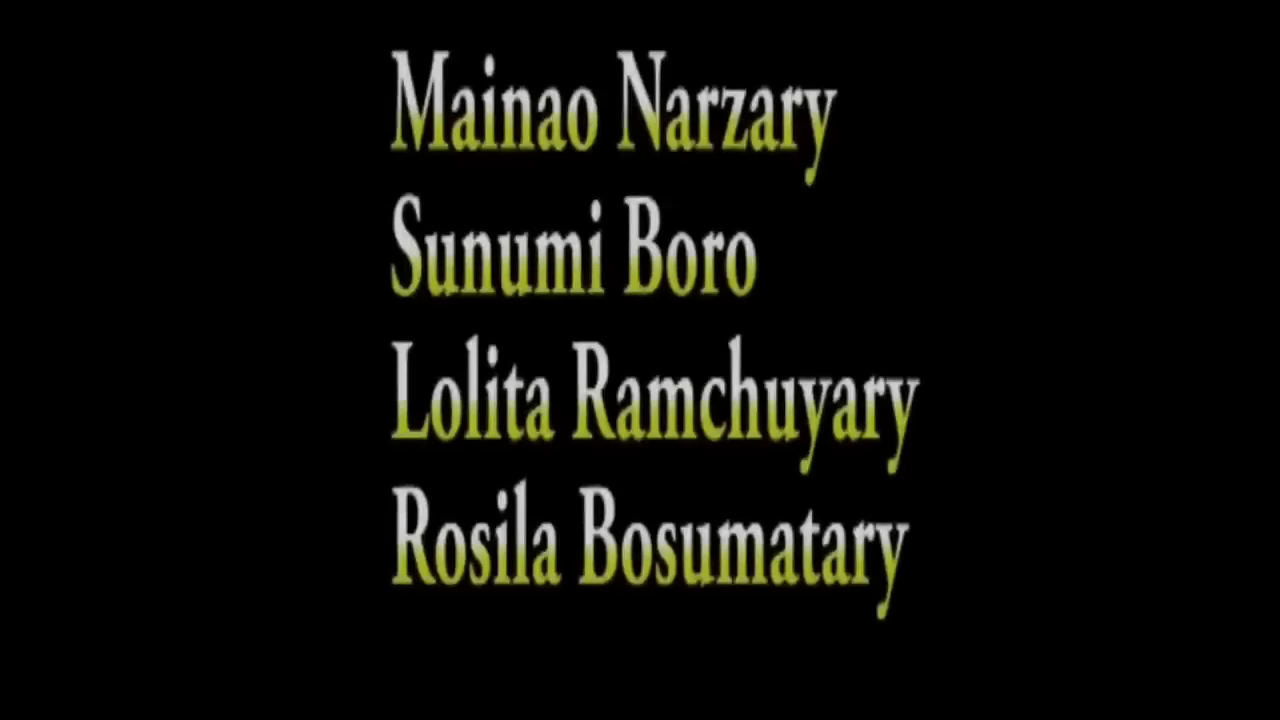 Mainao Narzary
Sunumi Boro
Lolita Ramchuyary
Rosila Bosumatary